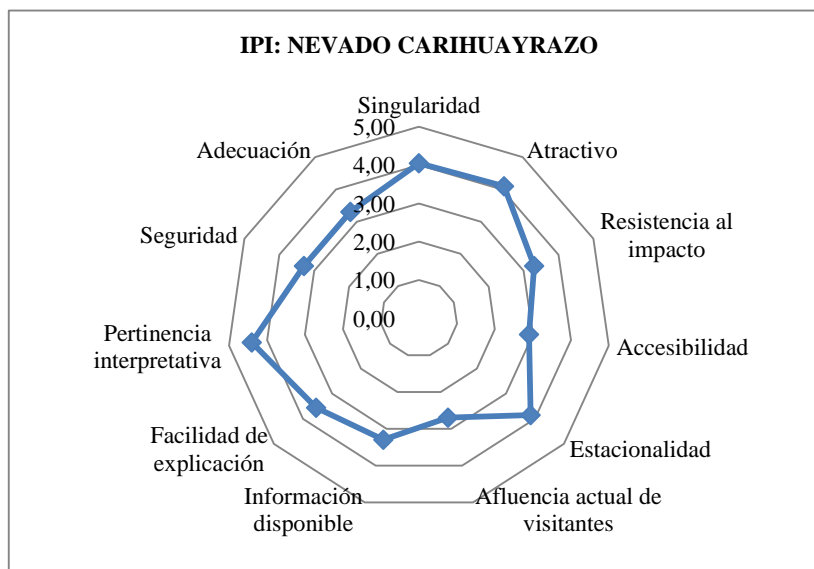 IPI: NEVADO CARIHUAYRAZO
Singularidad
Atractivo
Resistencia al
impacto
Accesibilidad
Estacionalidad
Afluencia actual de
visitantes
Información
disponible
Facilidad de
explicación
Pertinencia
interpretativa
Seguridad
Adecuación
5,00
4,00
3,00
2,00
1,00
0,00